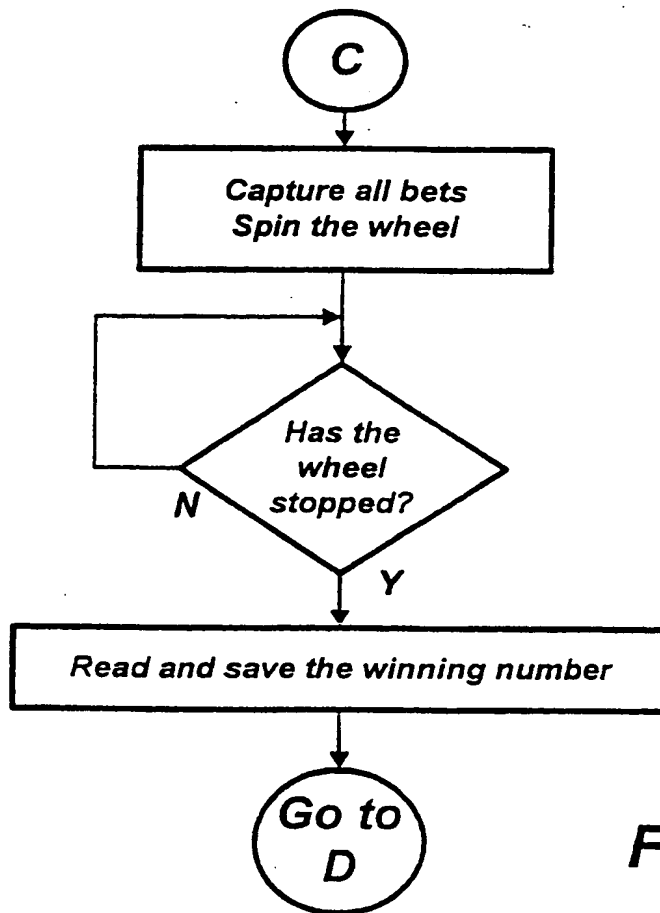 C
Capture all bets
Spin the wheel
Has the
wheel
stopped?
N
Y
Read and save the winning number
Go to
D
F